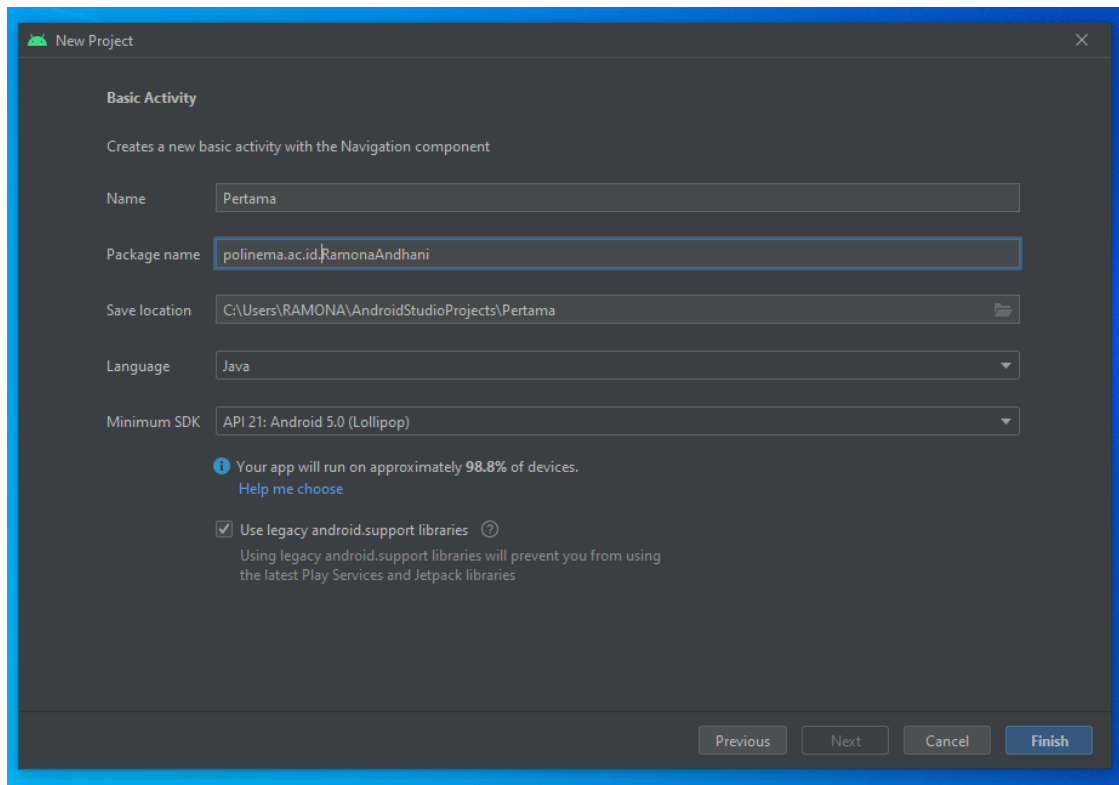 New Project
Basic Activity
Creates a new basic activity with the Navigation component
Name Pertama
Package name polinema.ac.id.RamonaAndhani
Save location C:\Users\RAMONA\AndroidStudioProjects\Pertama
Language Java
Minimum SDK API 21: Android 5.0 (Lollipop)
Your app will run on approximately 98.8% of devices.
Help me choose
Use legacy android.support libraries ?
Using legacy android.support libraries will prevent you from using
the latest Play Services and Jetpack libraries
Previous Next Cancel Finish